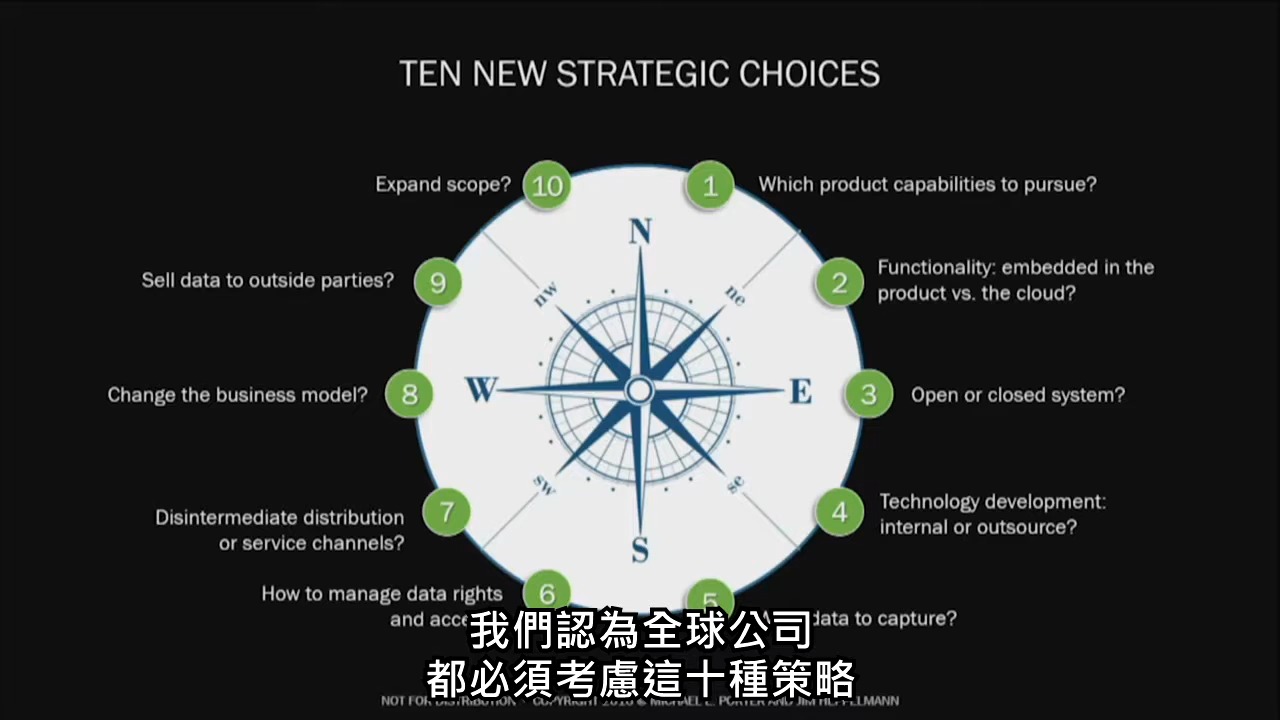 TEN NEW STRATEGIC CHOICES
Expand scope?
10
1
Which product capabilities to pursue?
N
Sell data to outside parties?
9
nw
ne
2
Functionality: embedded in the
product vs. the cloud?
Change the business model?
8
W
E
3
Open or closed system?
Disintermediate distribution
or service channels?
7
sw
se
4
Technology development:
internal or outsource?
S
How to manage data rights
and
6
5
data to capture?
我們認為全球公司
都必須考慮這十種策略
NOT FOR DISTRIBUTION COPYRIGHT © MICHAEL E. PORTER AND JIM HEPPELMANN